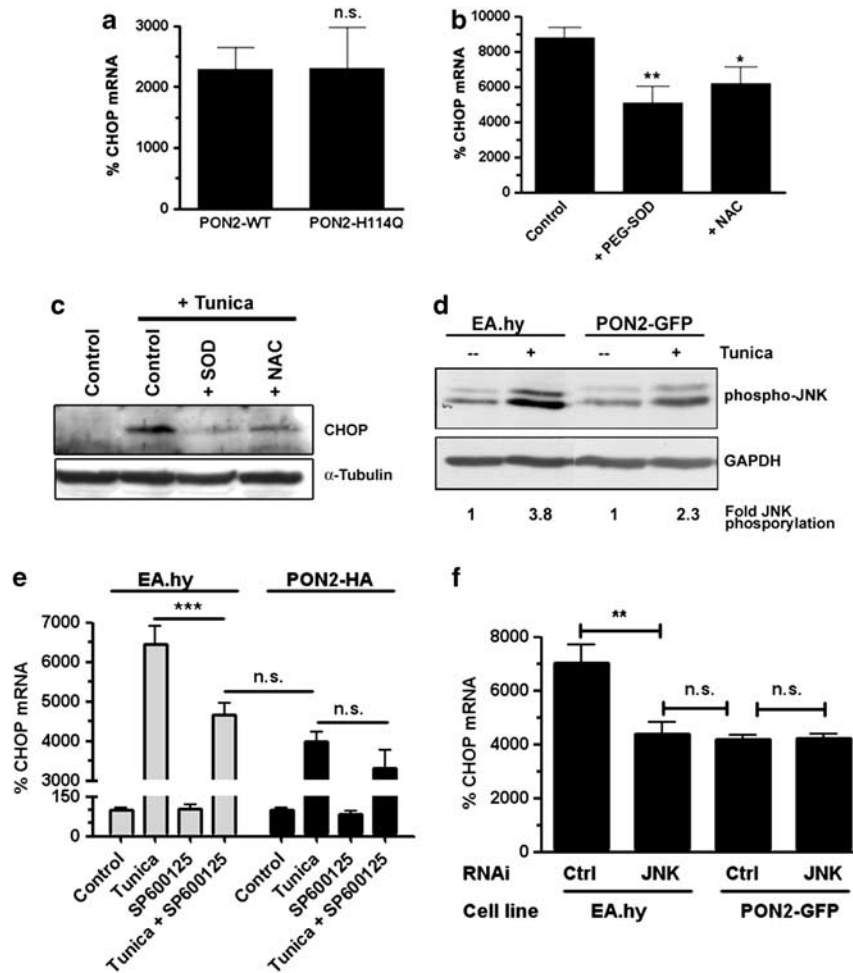 a
n.s.
3000
2000
1000
0
% CHOP mRNA
PON2-WT PON2-H114Q
b
10000
8000
6000
4000
2000
0
% CHOP mRNA
**
*
Control
+ PEG-SOD
+ NAC
c
+ Tunica
Control
Control
+ SOD
+ NAC
CHOP
α-Tubulin
d
EA.hy PON2-GFP
-- + -- + Tunica
phospho-JNK
GAPDH
1 3.8 1 2.3 Fold JNK
phosporylation
e
EA.hy PON2-HA
7000
6000
5000
4000
3000
150
0
% CHOP mRNA
***
n.s.
n.s.
Control
Tunica
SP600125
Tunica + SP600125
Control
Tunica
SP600125
Tunica + SP600125
f
8000
6000
4000
2000
0
% CHOP mRNA
**
n.s.
n.s.
RNAi Ctrl JNK Ctrl JNK
Cell line EA.hy PON2-GFP